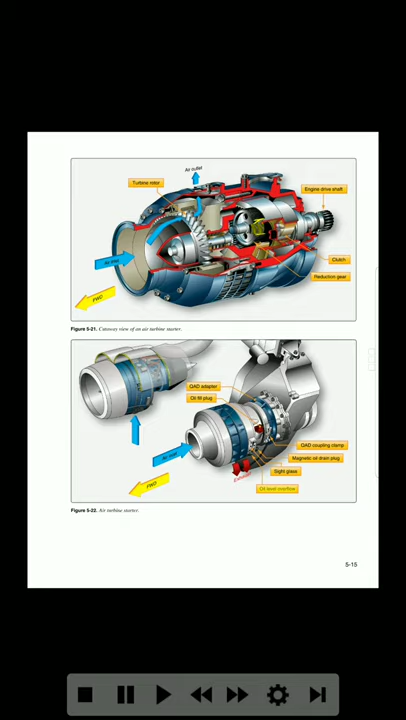 Air outlet
Turbine rotor
Engine drive shaft
Air inlet
Clutch
Reduction gear
FWD
Figure 5-21. Cutaway view of an air turbine starter.
QAD adapter
Oil fill plug
QAD coupling clamp
Air inlet
Magnetic oil drain plug
Sight glass
Exhaust
FWD
Oil level overflow
Figure 5-22. Air turbine starter.
5-15